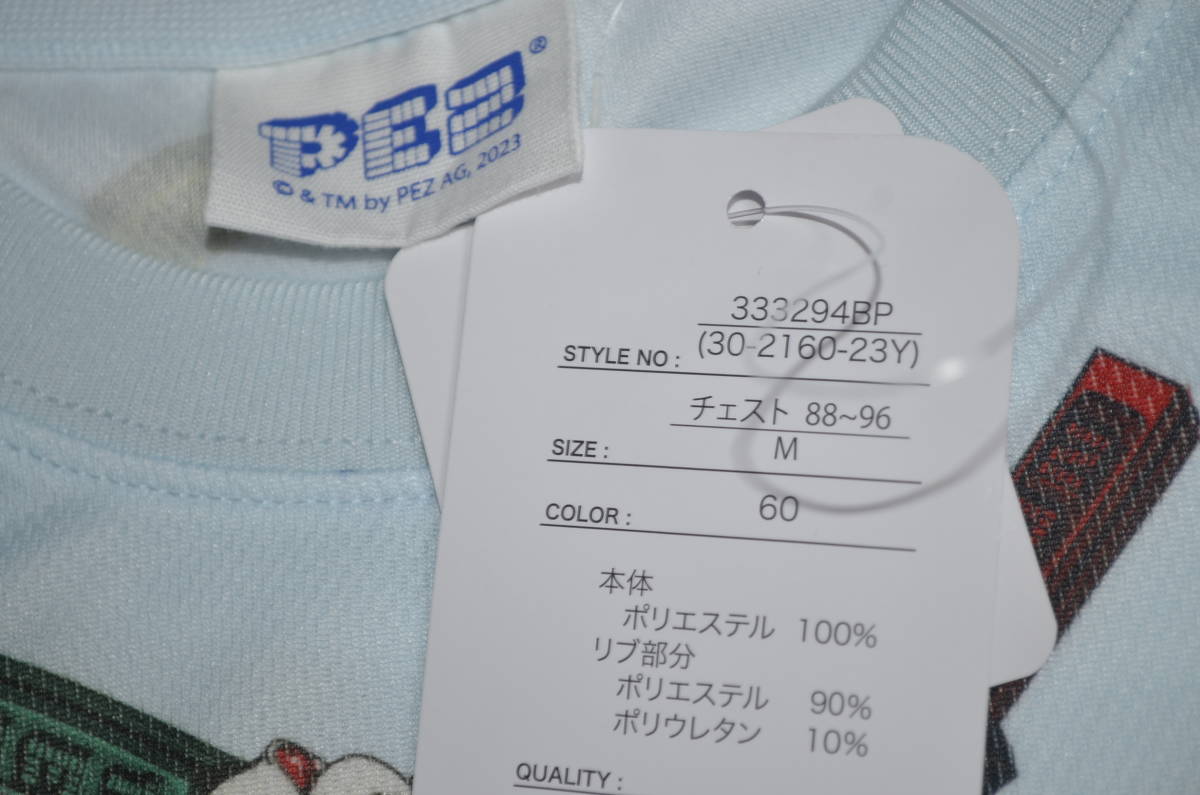 PEZ®
© & TM by PEZ AG, 2023
333294BP
STYLE NO : (30-2160-23Y)
チェスト 88~96
SIZE : M
COLOR : 60
本体
ポリエステル 100%
リブ部分
ポリエステル 90%
ポリウレタン 10%
QUALITY :